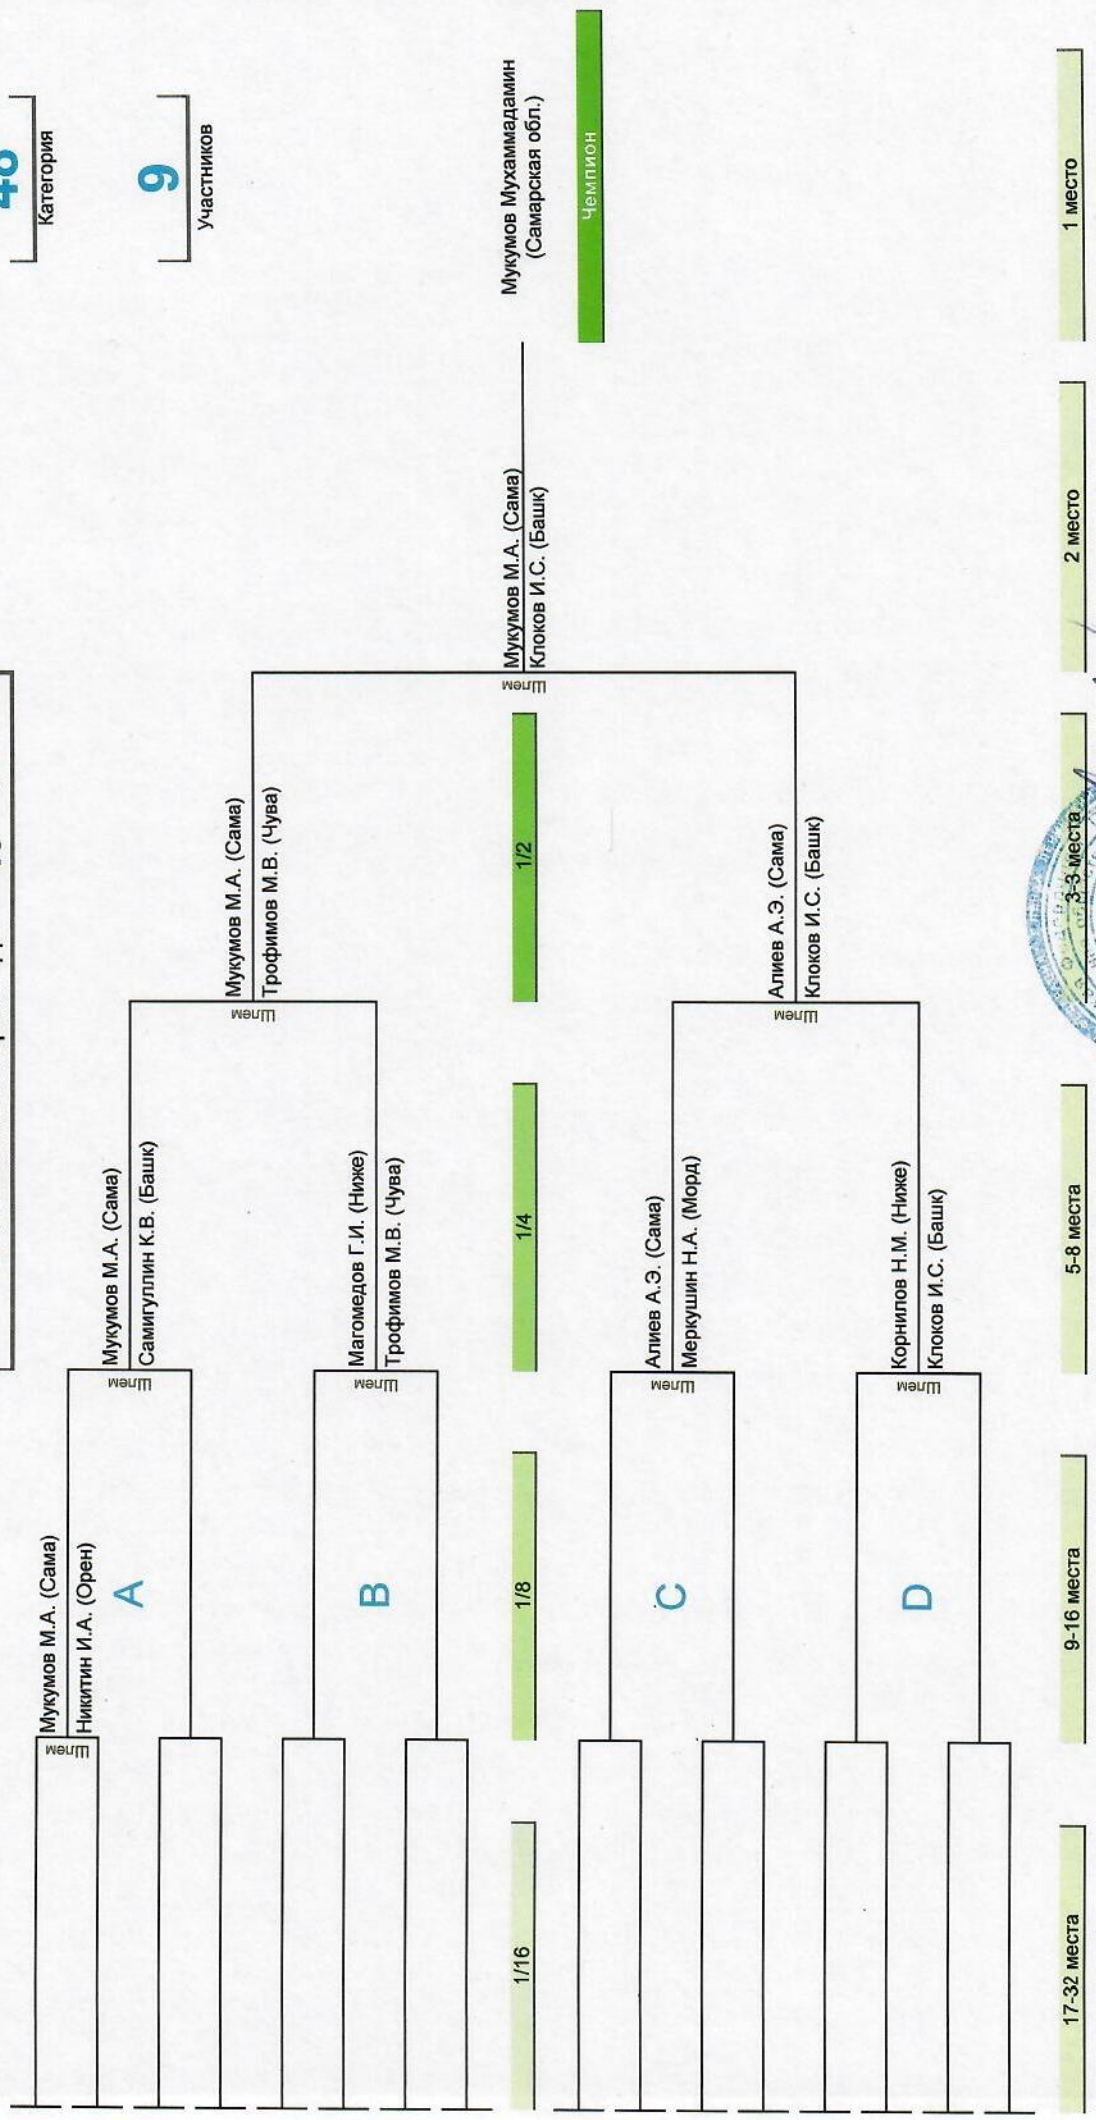 Категория
9
Участников
Мукумов Мухаммадамин
(Самарская обл.)
Чемпион
Мукумов М.А. (Сама)
Никитин И.А. (Орен)
Шлем
A
Мукумов М.А. (Сама)
Самигуллин К.В. (Башк)
Шлем
B
Магомедов Г.И. (Ниже)
Трофимов М.В. (Чува)
Шлем
Мукумов М.А. (Сама)
Трофимов М.В. (Чува)
Шлем
Мукумов М.А. (Сама)
Клоков И.С. (Башк)
Шлем
1/16
1/8
1/4
1/2
C
Алиев А.Э. (Сама)
Меркушин Н.А. (Морд)
Шлем
D
Корнилов Н.М. (Ниже)
Клоков И.С. (Башк)
Шлем
Алиев А.Э. (Сама)
Клоков И.С. (Башк)
Шлем
17-32 места
9-16 места
5-8 места
3-3 места
2 место
1 место